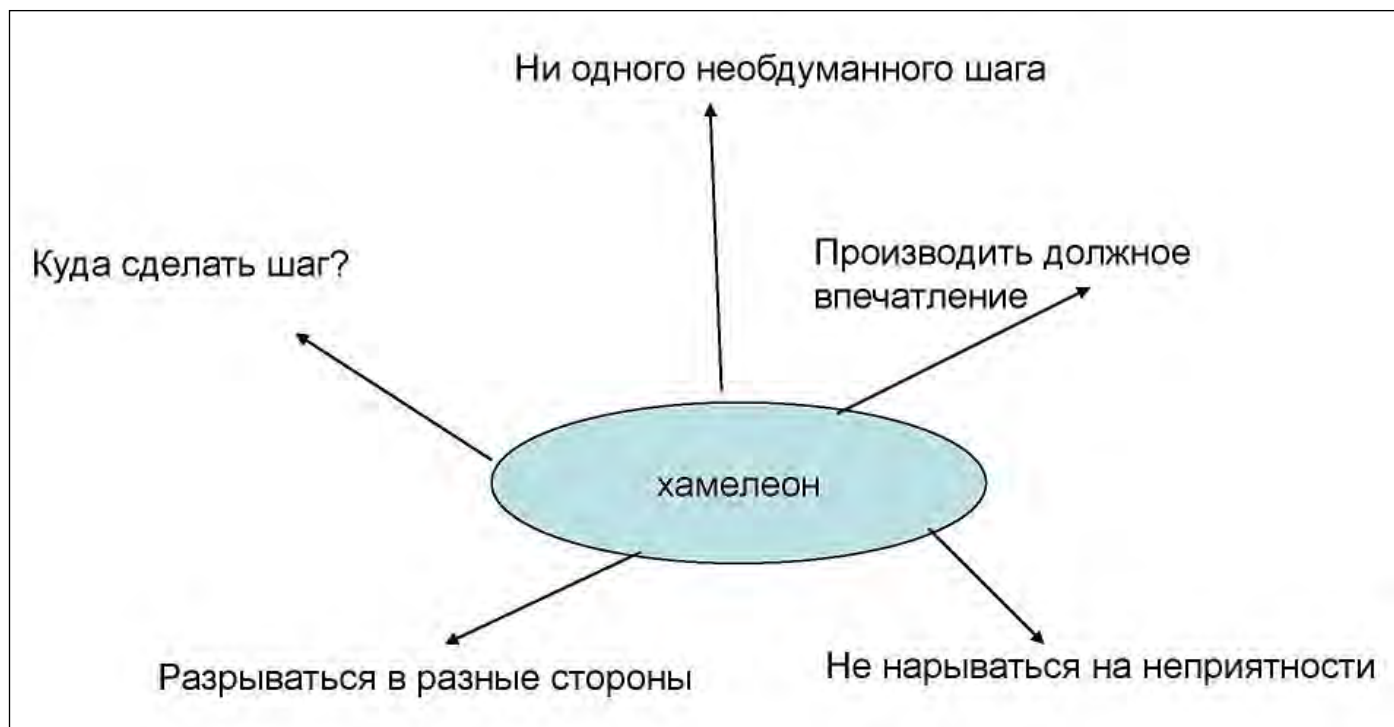 Ни одного необдуманного шага
Куда сделать шаг?
Производить должное
впечатление
хамелеон
Разрываться в разные стороны
Не нарываться на неприятности